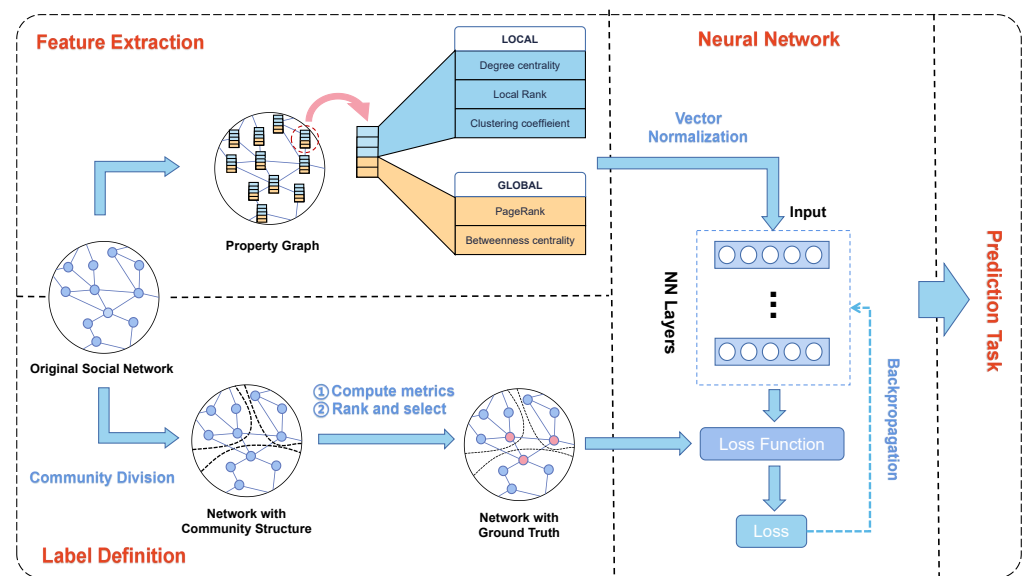 Feature Extraction
LOCAL
Degree centrality
Local Rank
Clustering coeffieient
GLOBAL
PageRank
Betweenness centrality
Property Graph
Original Social Network
Neural Network
Vector
Normalization
Input
NN Layers
Backpropagation
Loss Function
Loss
Prediction Task
Community Division
Network with
Community Structure
① Compute metrics
② Rank and select
Network with
Ground Truth
Label Definition